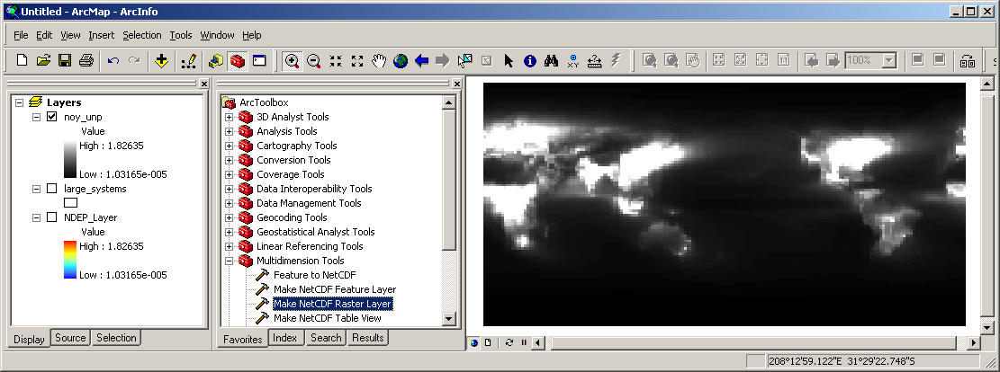 Untitled - ArcMap - ArcInfo
File Edit View Insert Selection Tools Window Help
100%
Layers
noy_unp
Value
High : 1.82635
Low : 1.03165e-005
large_systems
NDEP_Layer
Value
High : 1.82635
Low : 1.03165e-005
Display Source Selection
ArcToolbox
3D Analyst Tools
Analysis Tools
Cartography Tools
Conversion Tools
Coverage Tools
Data Interoperability Tools
Data Management Tools
Geocoding Tools
Geostatistical Analyst Tools
Linear Referencing Tools
Multidimension Tools
Feature to NetCDF
Make NetCDF Feature Layer
Make NetCDF Raster Layer
Make NetCDF Table View
Favorites Index Search Results
208°12'59.122"E 31°29'22.748"S